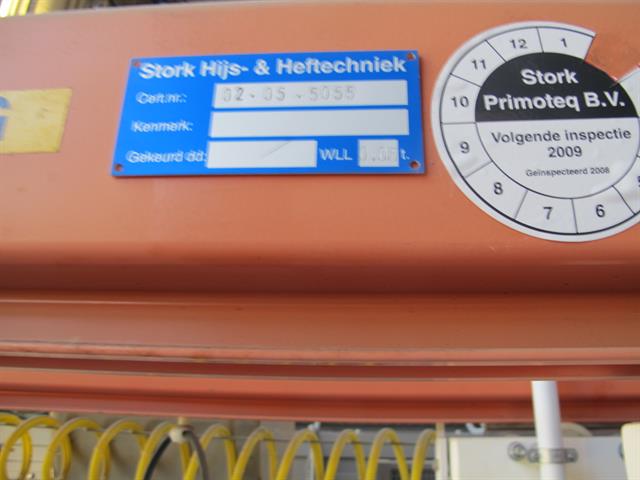 G
Stork Hijs- & Heftechniek
Cert.nr.: 02-05-5055
Kenmerk:
Gekeurd dd: WLL t.
12 1
11
10
9
8
7
6
5
Stork
Primoteq B.V.
Volgende inspectie
2009
Geïnspecteerd 2008